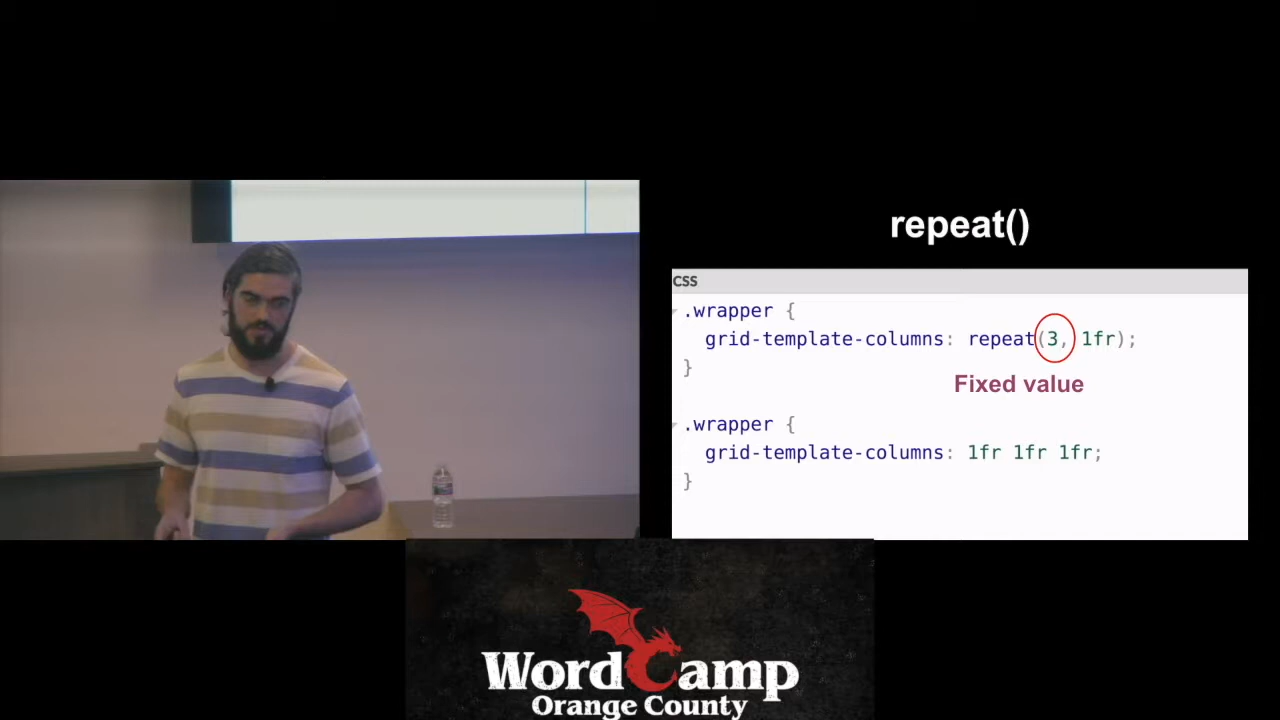 repeat()
CSS
.wrapper {
grid-template-columns: repeat(3, 1fr);
}
Fixed value
.wrapper {
grid-template-columns: 1fr 1fr 1fr;
}
WordCamp
Orange County